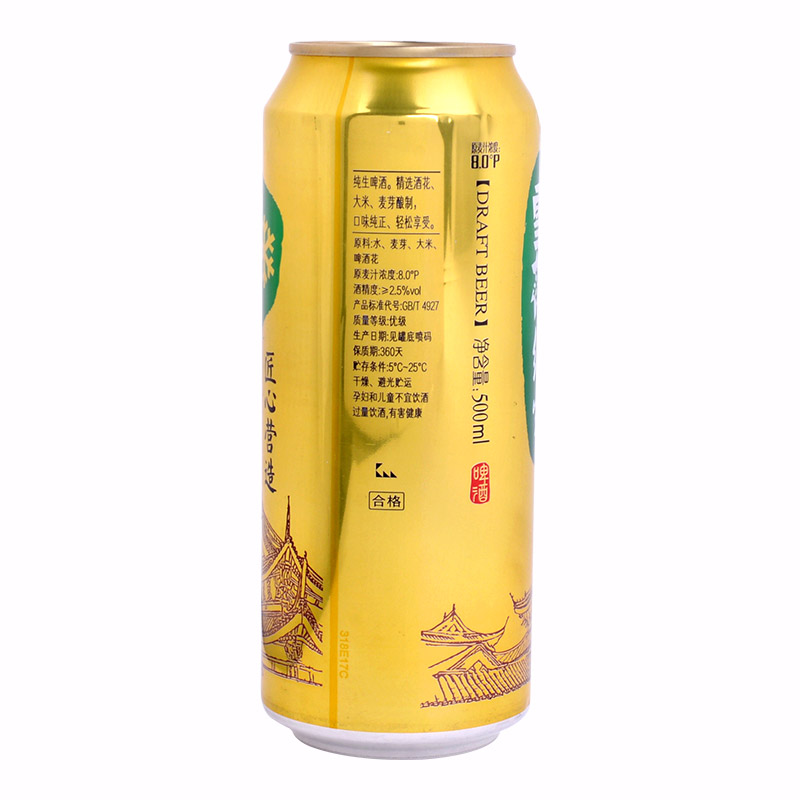 纯生啤酒。精选酒花、
大米、麦芽酿制，
口味纯正、轻松享受。
原料:水、麦芽、大米、
啤酒花
原麦汁浓度:8.0°P
酒精度:≥2.5%vol
产品标准代号:GB/T 4927
质量等级:优级
生产日期:见罐底喷码
保质期:360天
贮存条件:5°C~25°C
干燥、避光贮运
孕妇和儿童不宜饮酒
过量饮酒,有害健康
合格
原麦汁浓度:
8.0°P
【DRAFT BEER】 净含量:500ml
啤酒
匠心营造
318E17C